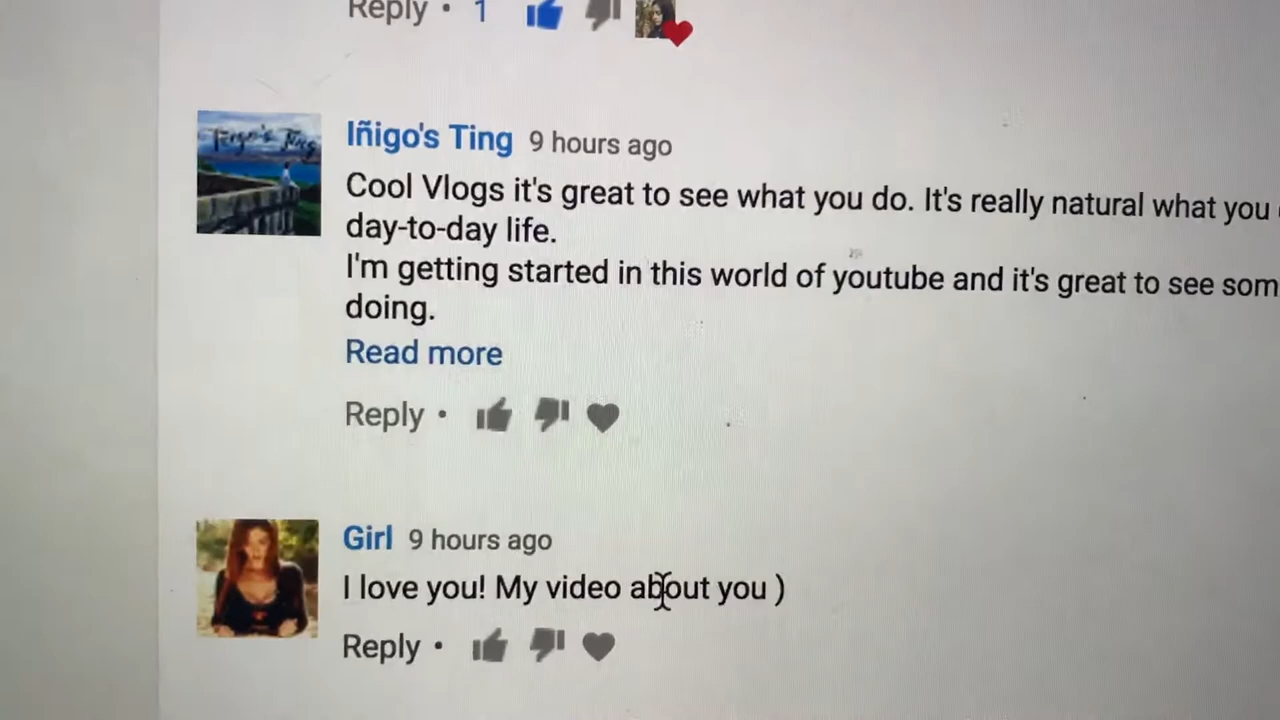 Reply • 1
Iñigo's Ting 9 hours ago
Cool Vlogs it's great to see what you do. It's really natural what you
day-to-day life.
I'm getting started in this world of youtube and it's great to see som
doing.
Read more
Reply •
Girl 9 hours ago
I love you! My video about you )
Reply •